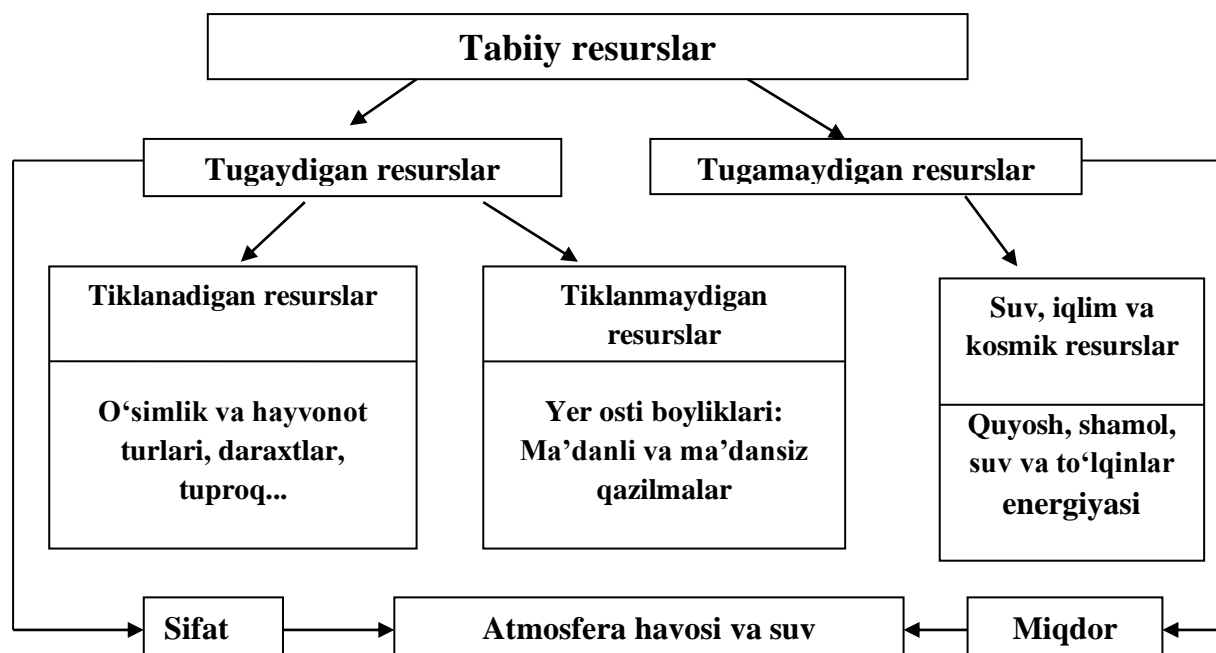 Tabiiy resurslar
Tugaydigan resurslar
Tugamaydigan resurslar
Tiklanadigan resurslar
O‘simlik va hayvonot
turlari, daraxtlar,
tuproq...
Tiklanmaydigan
resurslar
Yer osti boyliklari:
Ma’danli va ma’dansiz
qazilmalar
Suv, iqlim va
kosmik resurslar
Quyosh, shamol,
suv va to‘lqinlar
energiyasi
Sifat
Atmosfera havosi va suv
Miqdor